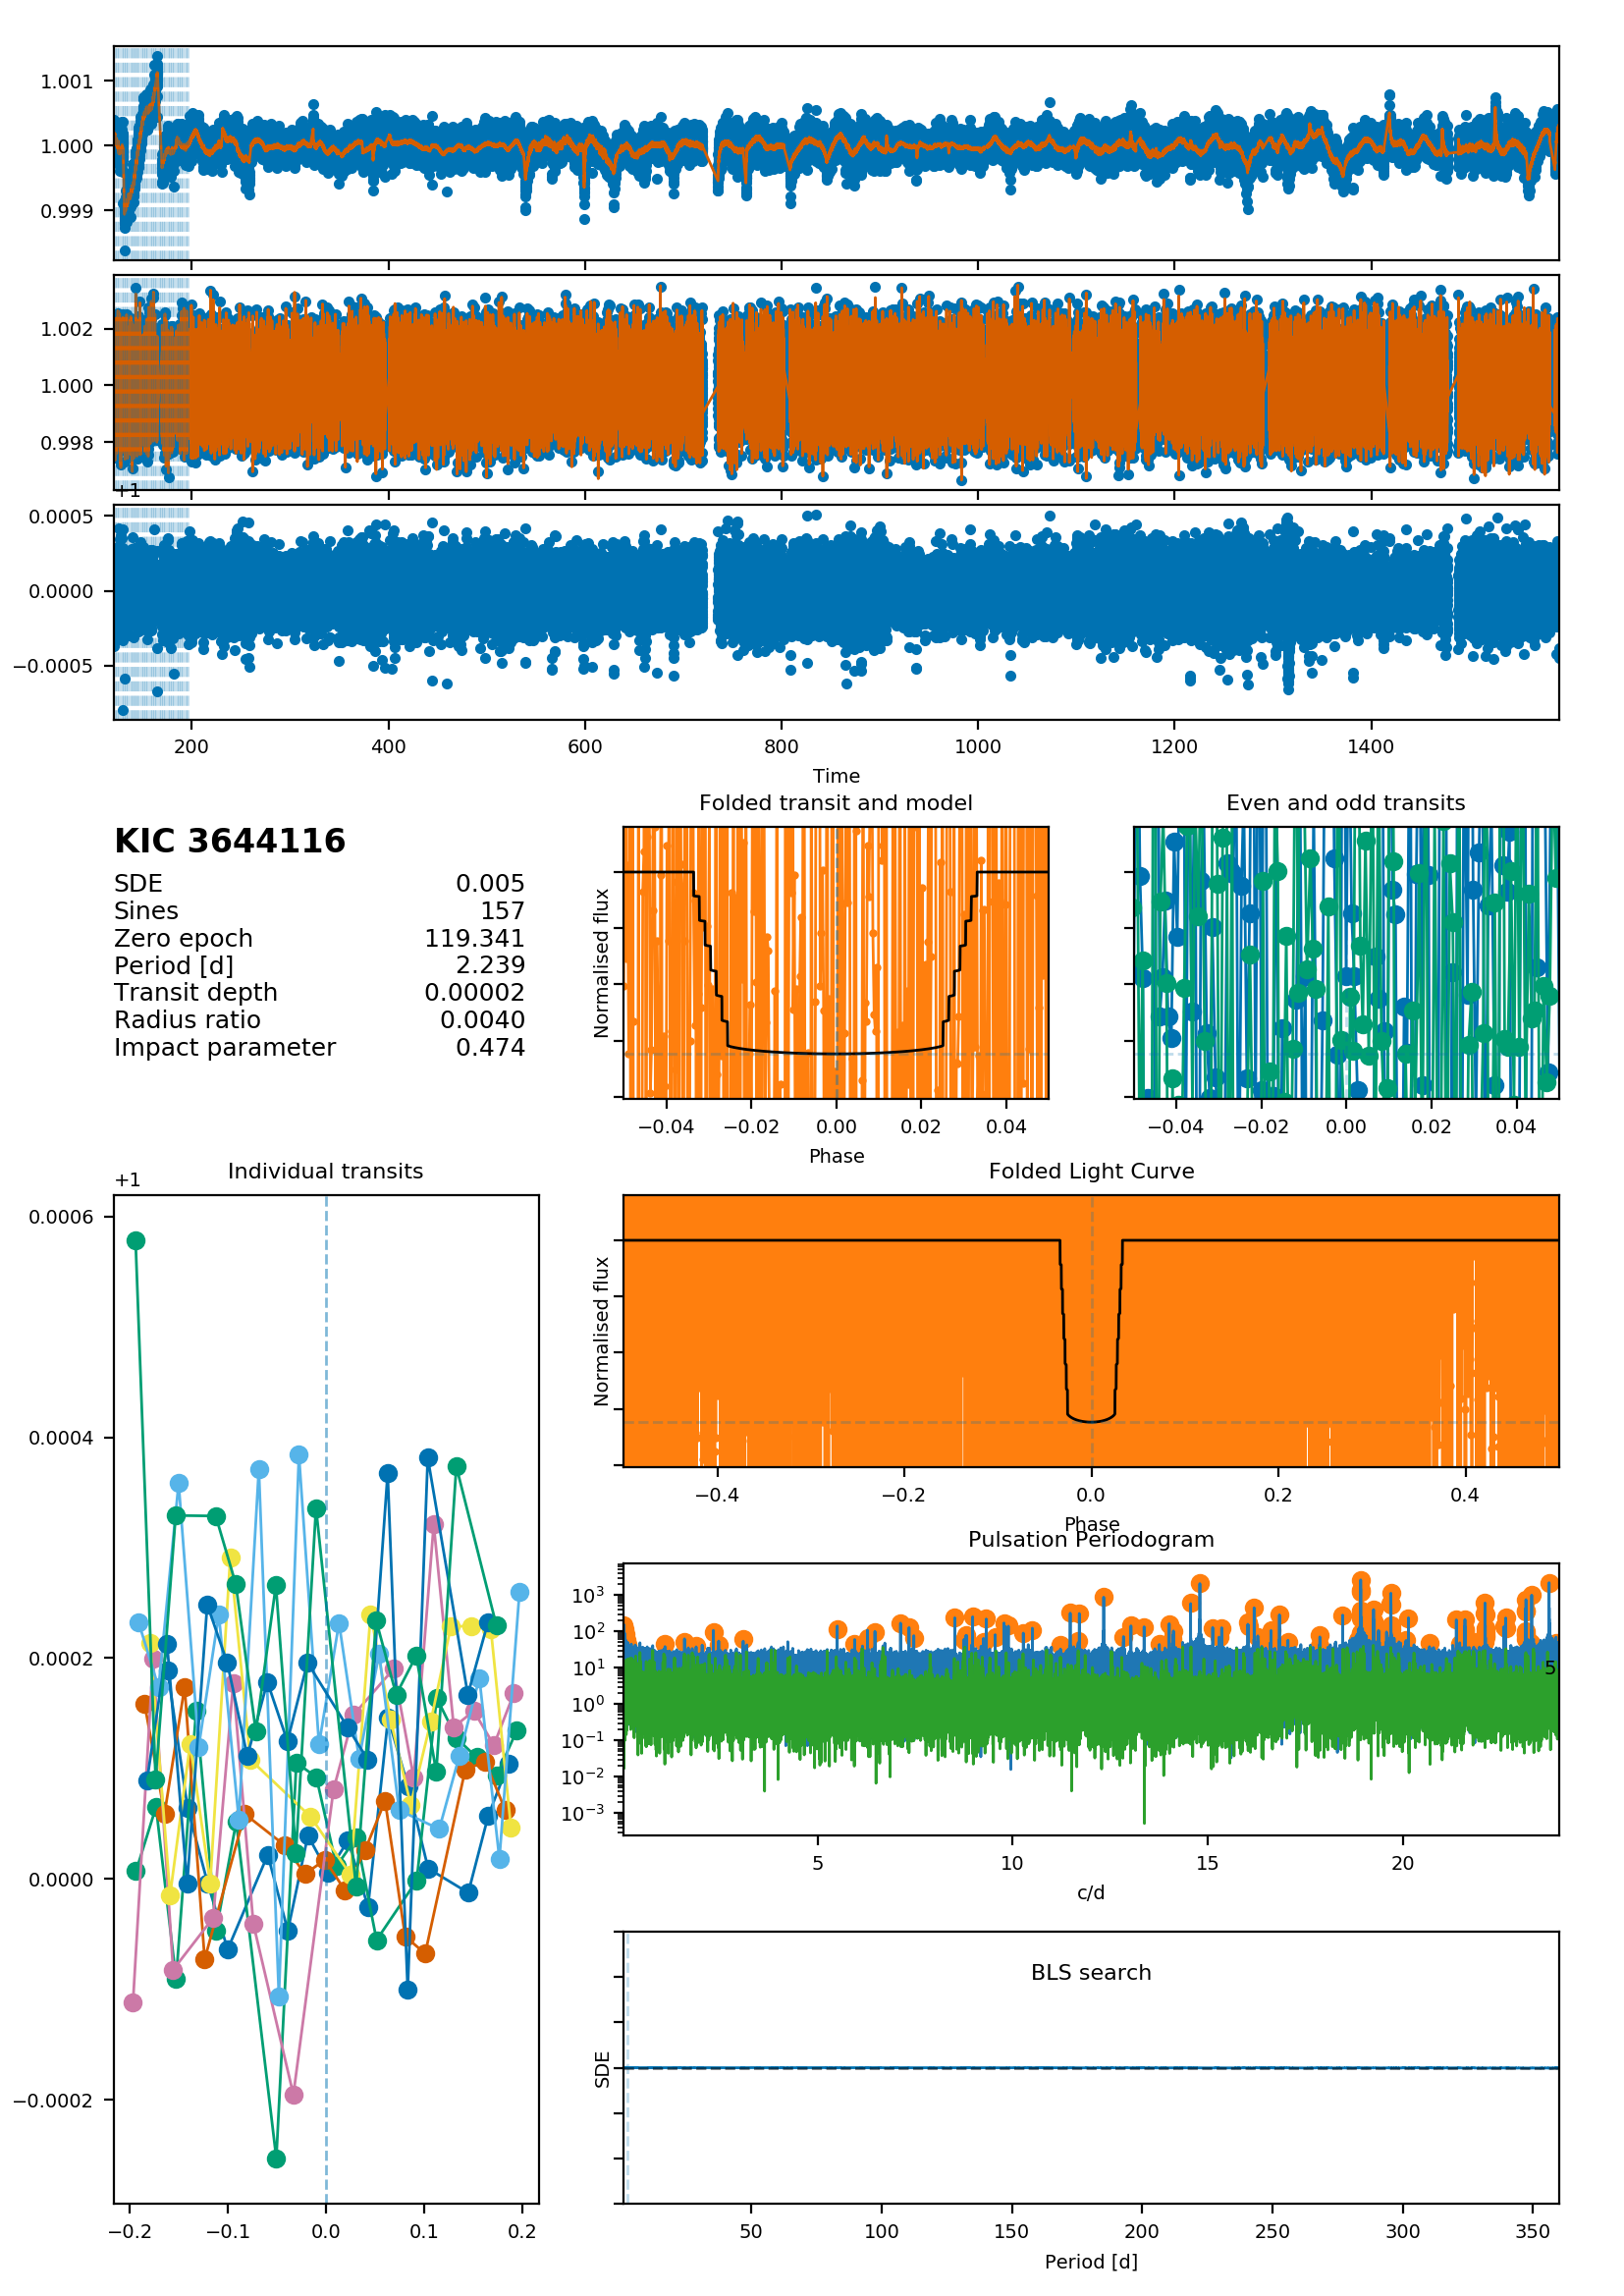 1.001
1.000
0.999
1.002
1.000
0.998
+1
0.0005
0.0000
−0.0005
200 400 600 800 1000 1200 1400
Time
KIC 3644116
SDE 0.005
Sines 157
Zero epoch 119.341
Period [d] 2.239
Transit depth 0.00002
Radius ratio 0.0040
Impact parameter 0.474
Folded transit and model
Normalised flux
−0.04 −0.02 0.00 0.02 0.04
Phase
Even and odd transits
−0.04 −0.02 0.00 0.02 0.04
Individual transits
+1
0.0006
0.0004
0.0002
0.0000
−0.0002
−0.2 −0.1 0.0 0.1 0.2
Folded Light Curve
Normalised flux
−0.4 −0.2 0.0 0.2 0.4
Phase
Pulsation Periodogram
10³
10²
10¹
10⁰
10⁻¹
10⁻²
10⁻³
5
5 10 15 20
c/d
BLS search
SDE
50 100 150 200 250 300 350
Period [d]